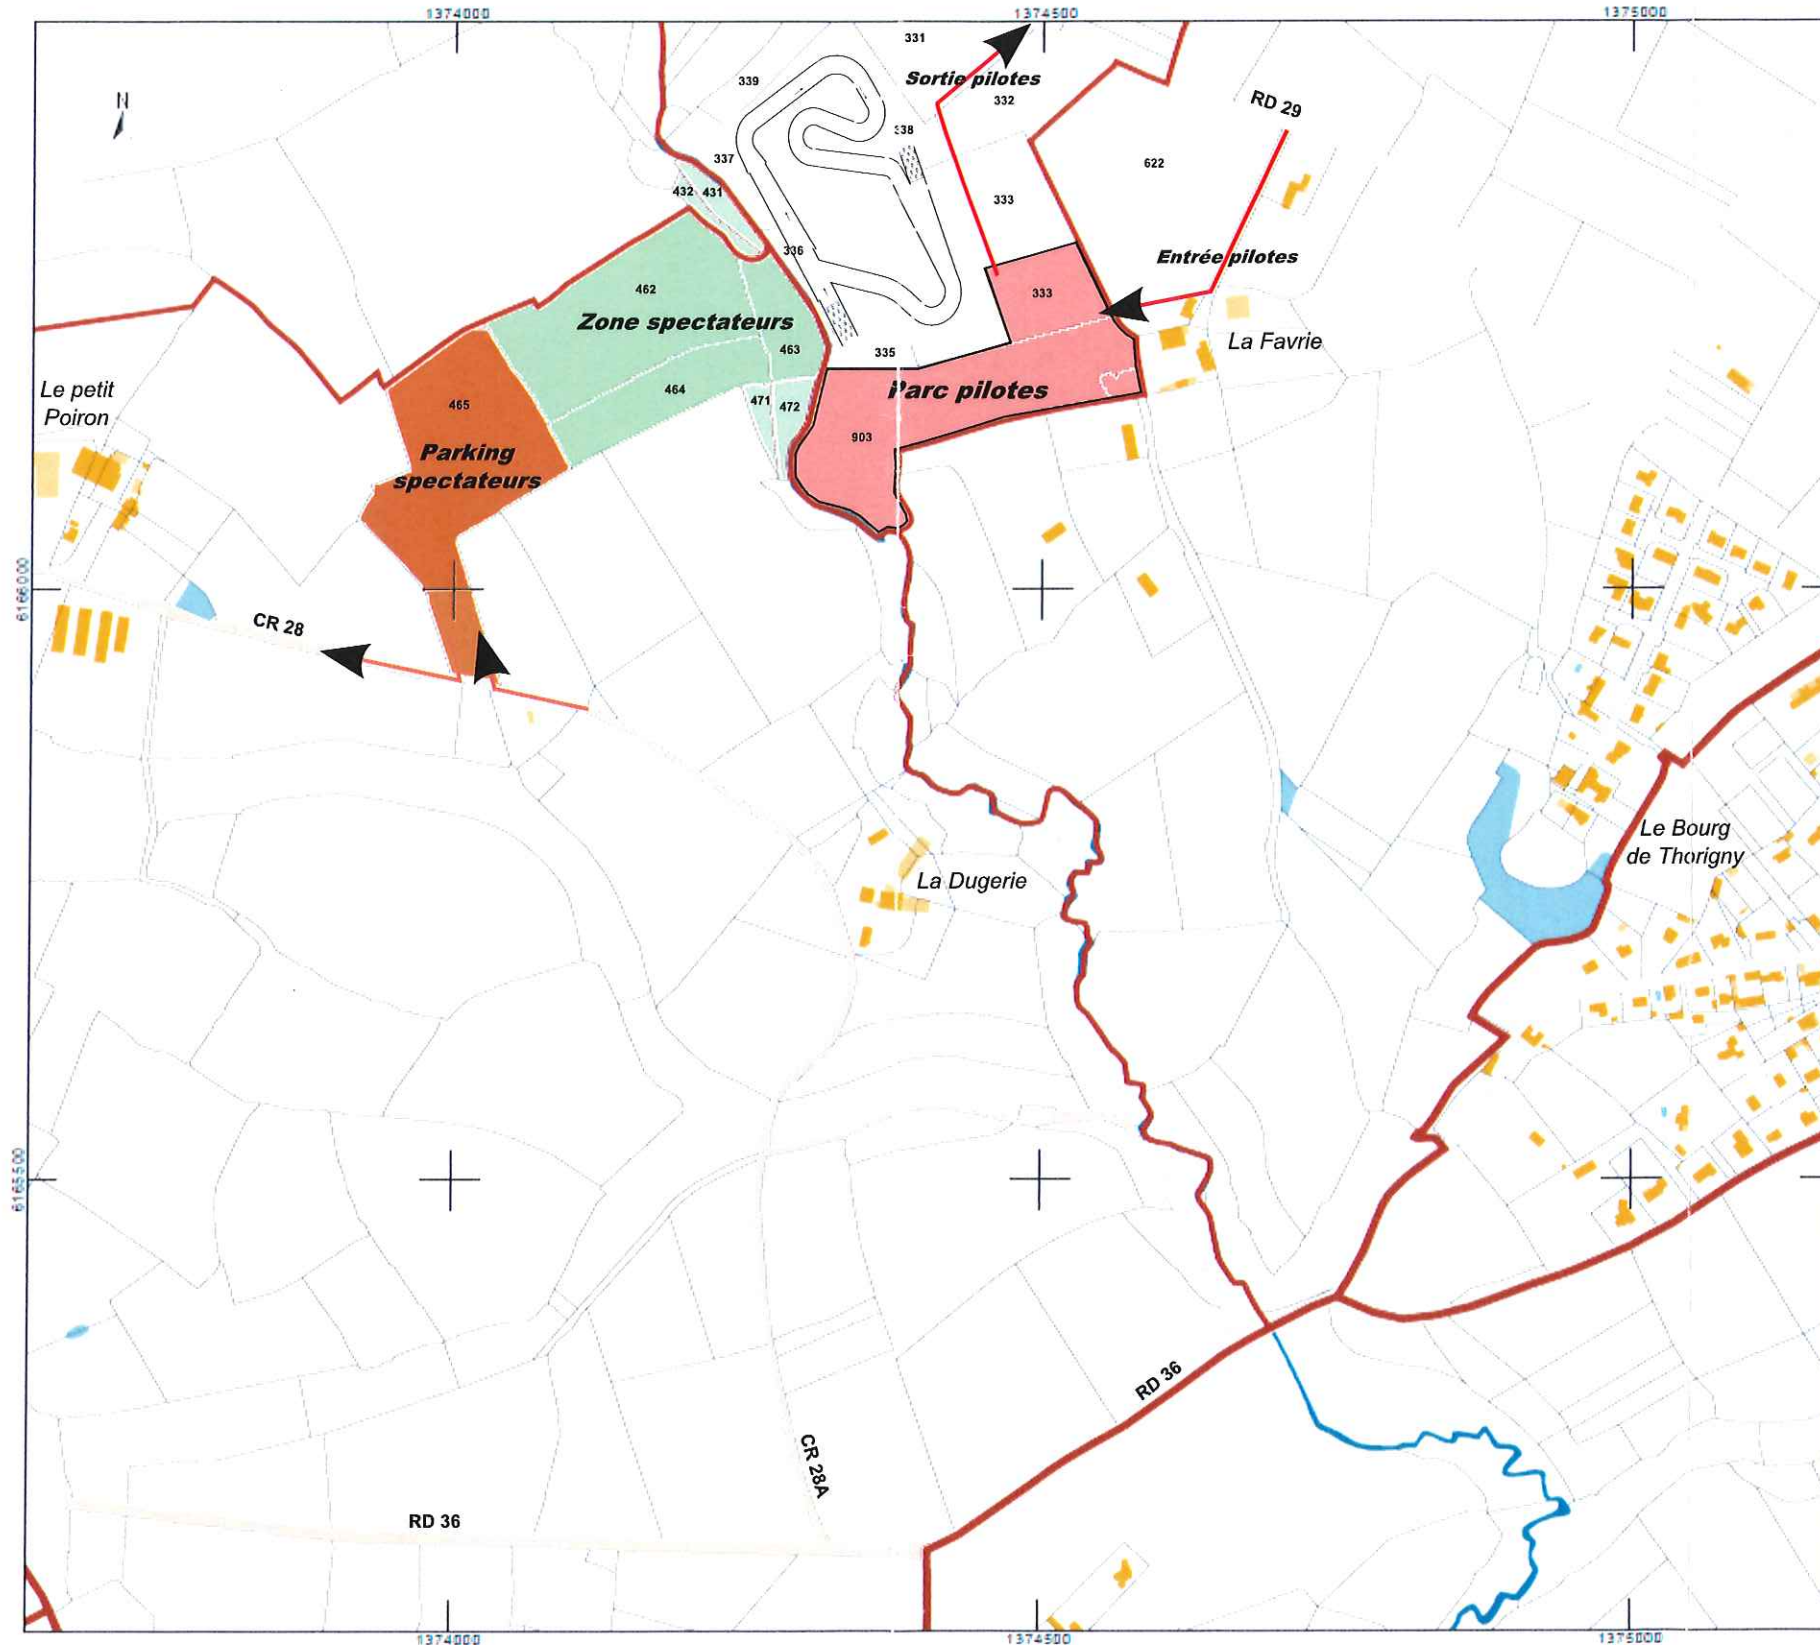 1374000
1374500
1375000
331
Sortie pilotes
339
332
RD 29
N
338
337
622
432
431
333
336
Entrée pilotes
462
333
Zone spectateurs
La Favrie
463
335
Le petit
Poiron
464
Parc pilotes
465
471
472
903
Parking
spectateurs
6166000
CR 28
Le Bourg
de Thorigny
La Dugerie
6165500
RD 36
CR 28A
RD 36
1374000
1374500
1375000